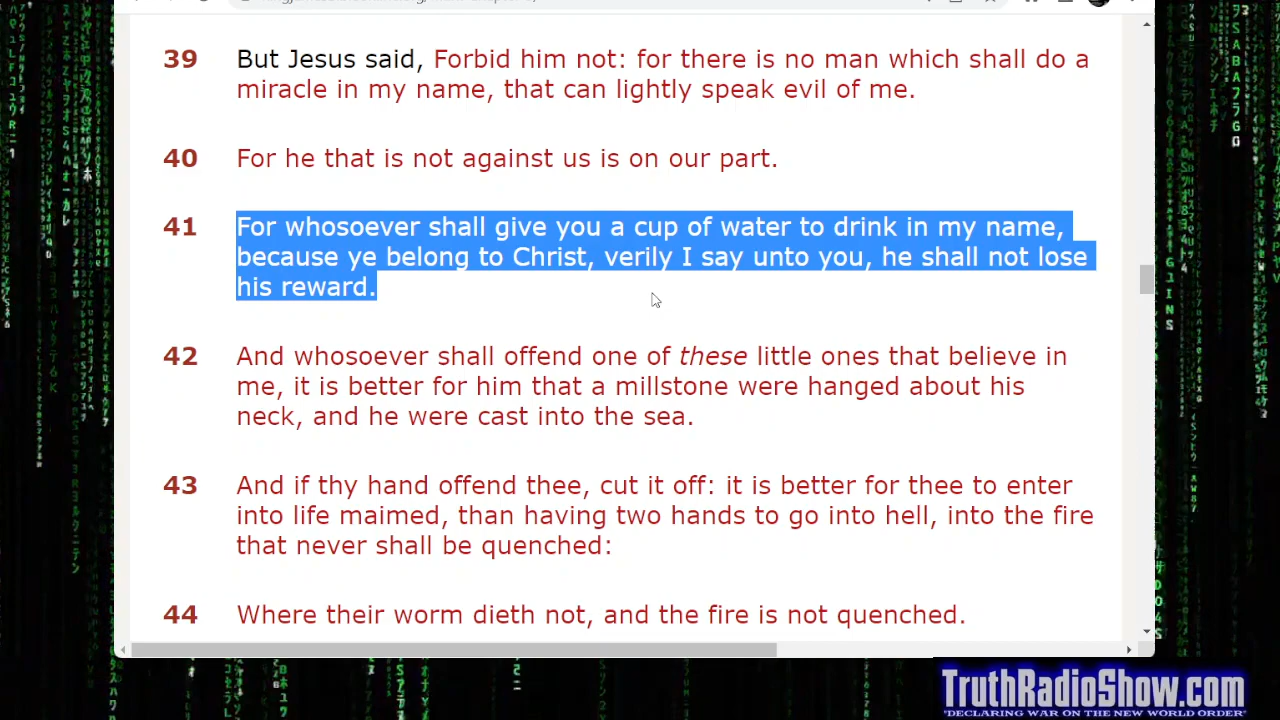 39 But Jesus said, Forbid him not: for there is no man which shall do a
miracle in my name, that can lightly speak evil of me.
40 For he that is not against us is on our part.
41 For whosoever shall give you a cup of water to drink in my name,
because ye belong to Christ, verily I say unto you, he shall not lose
his reward.
42 And whosoever shall offend one of these little ones that believe in
me, it is better for him that a millstone were hanged about his
neck, and he were cast into the sea.
43 And if thy hand offend thee, cut it off: it is better for thee to enter
into life maimed, than having two hands to go into hell, into the fire
that never shall be quenched:
44 Where their worm dieth not, and the fire is not quenched.
TruthRadioShow.com
"DECLARING WAR ON THE NEW WORLD ORDER"